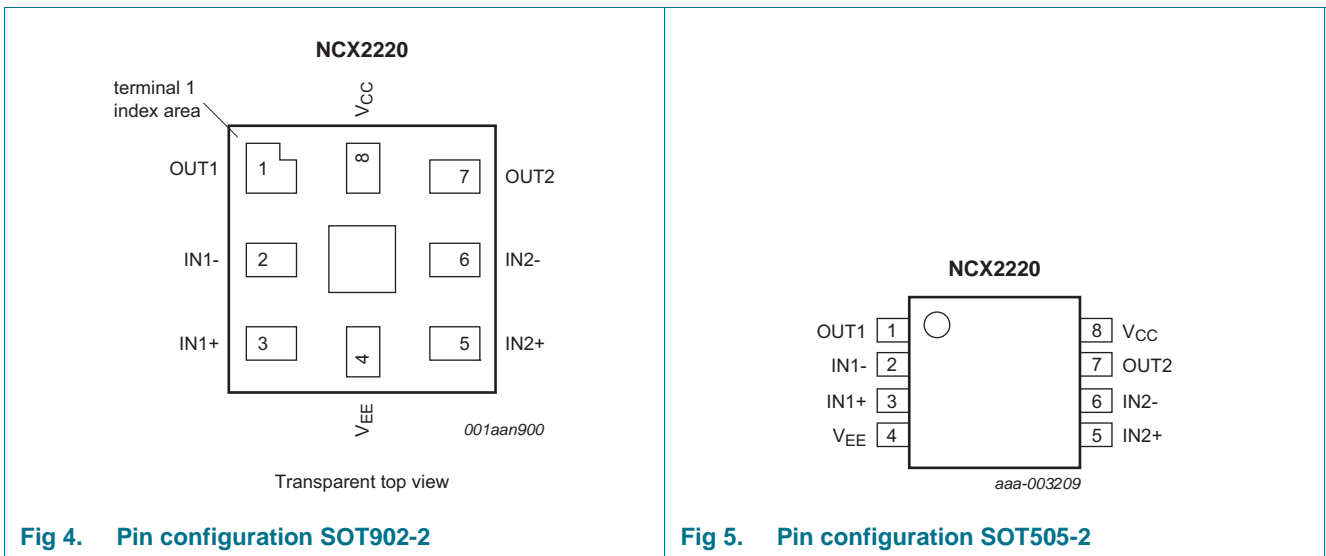 NCX2220
terminal 1
index area
VCC
OUT1 1 8 7 OUT2
IN1- 2 6 IN2-
IN1+ 3 4 5 IN2+
VEE
001aan900
Transparent top view
Fig 4. Pin configuration SOT902-2
NCX2220
OUT1 1 8 VCC
IN1- 2 7 OUT2
IN1+ 3 6 IN2-
VEE 4 5 IN2+
aaa-003209
Fig 5. Pin configuration SOT505-2